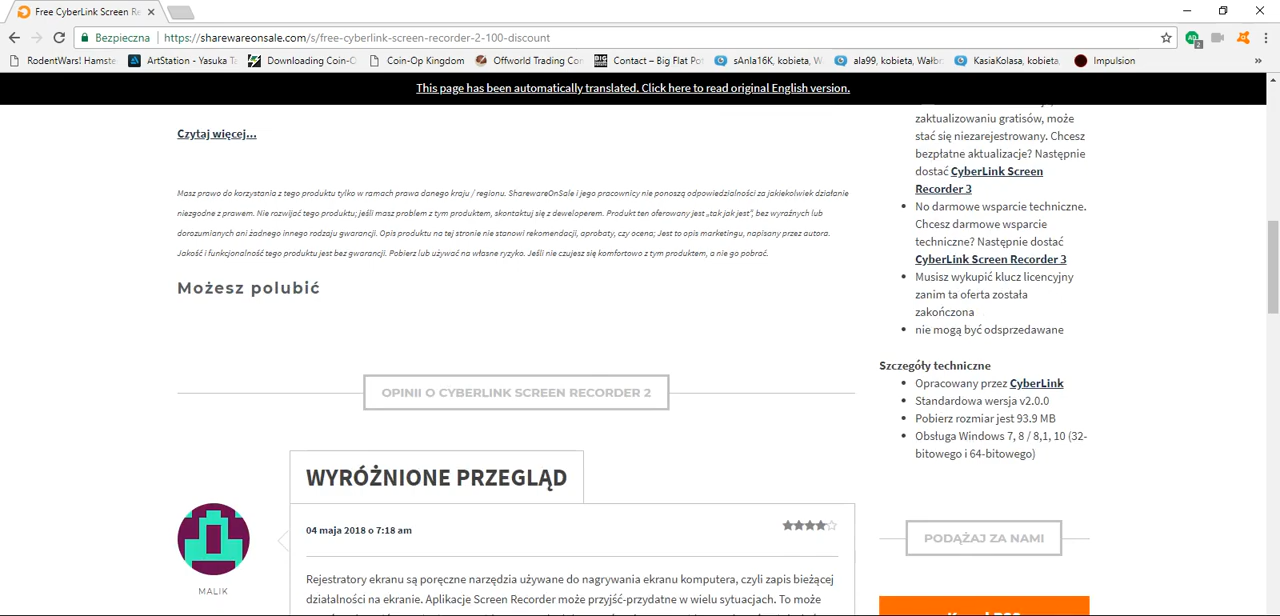 Free CyberLink Screen Re
Bezpieczna
https://sharewareonsale.com/s/free-cyberlink-screen-recorder-2-100-discount
2
RodentWars! Hamste
ArtStation - Yasuka Ta
Downloading Coin-O
Coin-Op Kingdom
Offworld Trading Con
Contact – Big Flat Pot
sAnla16K, kobieta, W
ala99, kobieta, Wałbr
KasiaKolasa, kobieta,
Impulsion
»
This page has been automatically translated. Click here to read original English version.
Czytaj więcej...
Masz prawo do korzystania z tego produktu tylko w ramach prawa danego kraju / regionu. SharewareOnSale i jego pracownicy nie ponoszą odpowiedzialności za jakiekolwiek działanie
niezgodne z prawem. Nie rozwijać tego produktu; jeśli masz problem z tym produktem, skontaktuj się z deweloperem. Produkt ten oferowany jest „tak jak jest", bez wyraźnych lub
dorozumianych ani żadnego innego rodzaju gwarancji. Opis produktu na tej stronie nie stanowi rekomendacji, aprobaty, czy ocena; Jest to opis marketingu, napisany przez autora.
Jakość i funkcjonalność tego produktu jest bez gwarancji. Pobierz lub używać na własne ryzyko. Jeśli nie czujesz się komfortowo z tym produktem, a nie go pobrać.
Możesz polubić
OPINII O CYBERLINK SCREEN RECORDER 2
WYRÓŻNIONE PRZEGLĄD
04 maja 2018 o 7:18 am
MALIK
Rejestratory ekranu są poręczne narzędzia używane do nagrywania ekranu komputera, czyli zapis bieżącej
działalności na ekranie. Aplikacje Screen Recorder może przyjść-przydatne w wielu sytuacjach. To może
zaktualizowaniu gratisów, może
stać się niezarejestrowany. Chcesz
bezpłatne aktualizacje? Następnie
dostać CyberLink Screen
Recorder 3
No darmowe wsparcie techniczne.
Chcesz darmowe wsparcie
techniczne? Następnie dostać
CyberLink Screen Recorder 3
Musisz wykupić klucz licencyjny
zanim ta oferta została
zakończona
nie mogą być odsprzedawane
Szczegóły techniczne
Opracowany przez CyberLink
Standardowa wersja v2.0.0
Pobierz rozmiar jest 93.9 MB
Obsługa Windows 7, 8 / 8,1, 10 (32-
bitowego i 64-bitowego)
PODĄŻAJ ZA NAMI